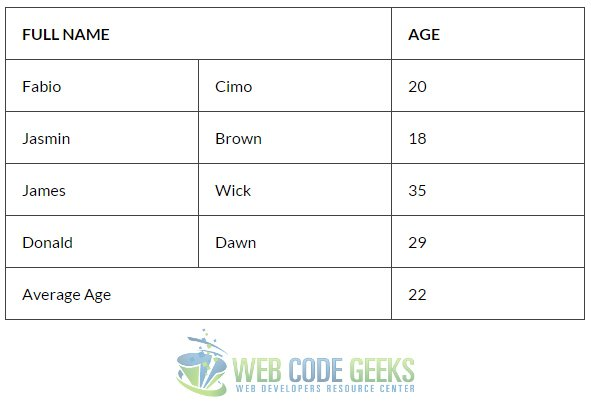 FULL NAME AGE
Fabio Cimo 20
Jasmin Brown 18
James Wick 35
Donald Dawn 29
Average Age 22
WEB CODE GEEKS
WEB DEVELOPERS RESOURCE CENTER